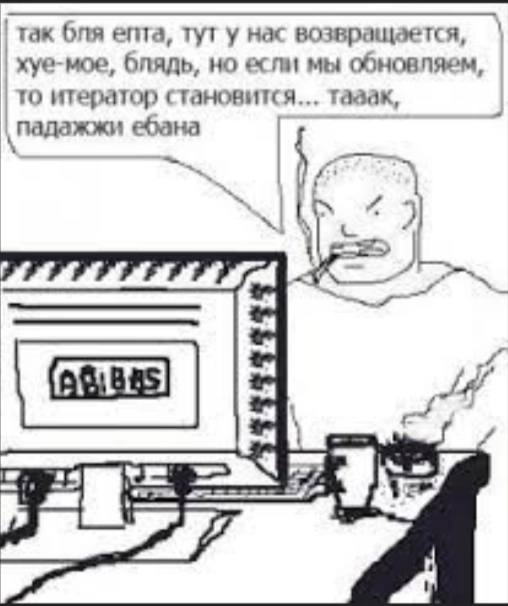 так бля епта, тут у нас возвращается,
хуе-мое, блядь, но если мы обновляем,
то итератор становится... тааак,
падажжи ебана
ABIBAS